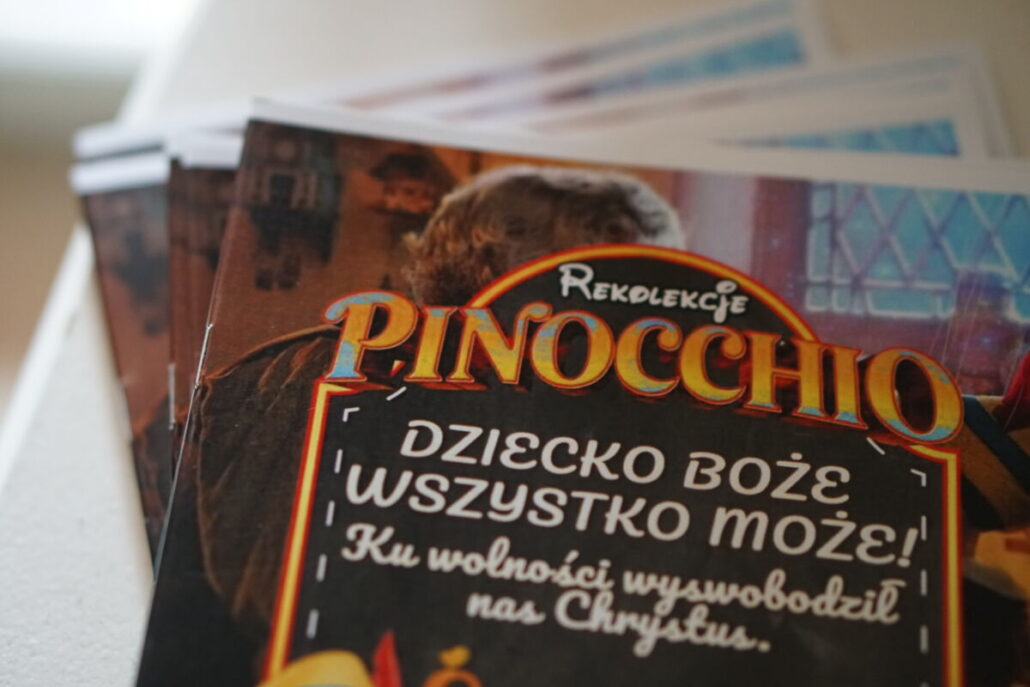 REKOLEKCJE
PINOCCHIO
DZIECKO BOŻE
WSZYSTKO MOŻE!
Ku wolności wyswobodził
nas Chrystus.